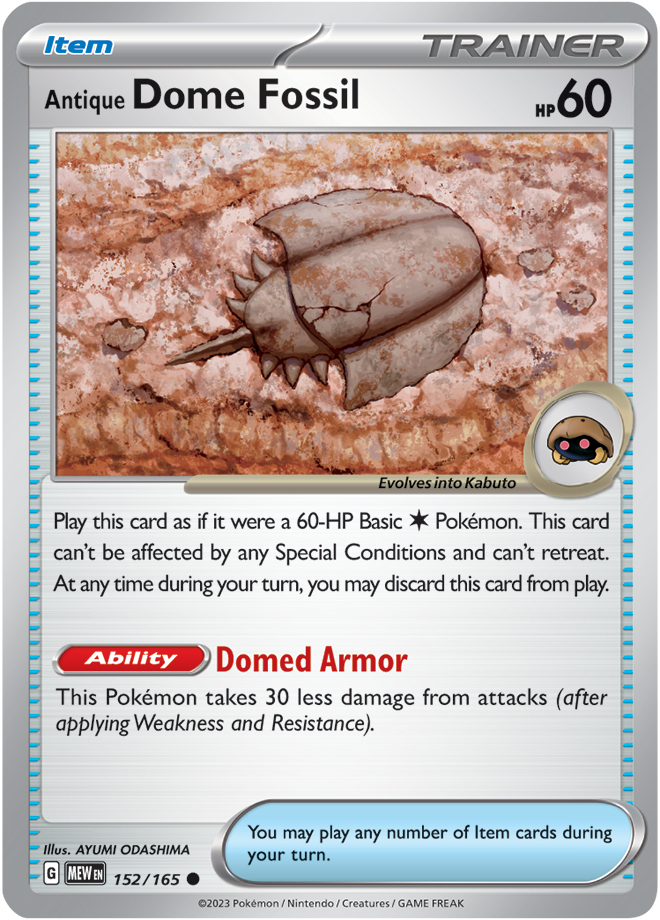 Item
TRAINER
Antique Dome Fossil
HP 60
Evolves into Kabuto
Play this card as if it were a 60-HP Basic Pokémon. This card
can't be affected by any Special Conditions and can't retreat.
At any time during your turn, you may discard this card from play.
Ability Domed Armor
This Pokémon takes 30 less damage from attacks (after
applying Weakness and Resistance).
You may play any number of Item cards during
your turn.
Illus. AYUMI ODASHIMA
G MEW EN 152/165
©2023 Pokémon / Nintendo / Creatures / GAME FREAK